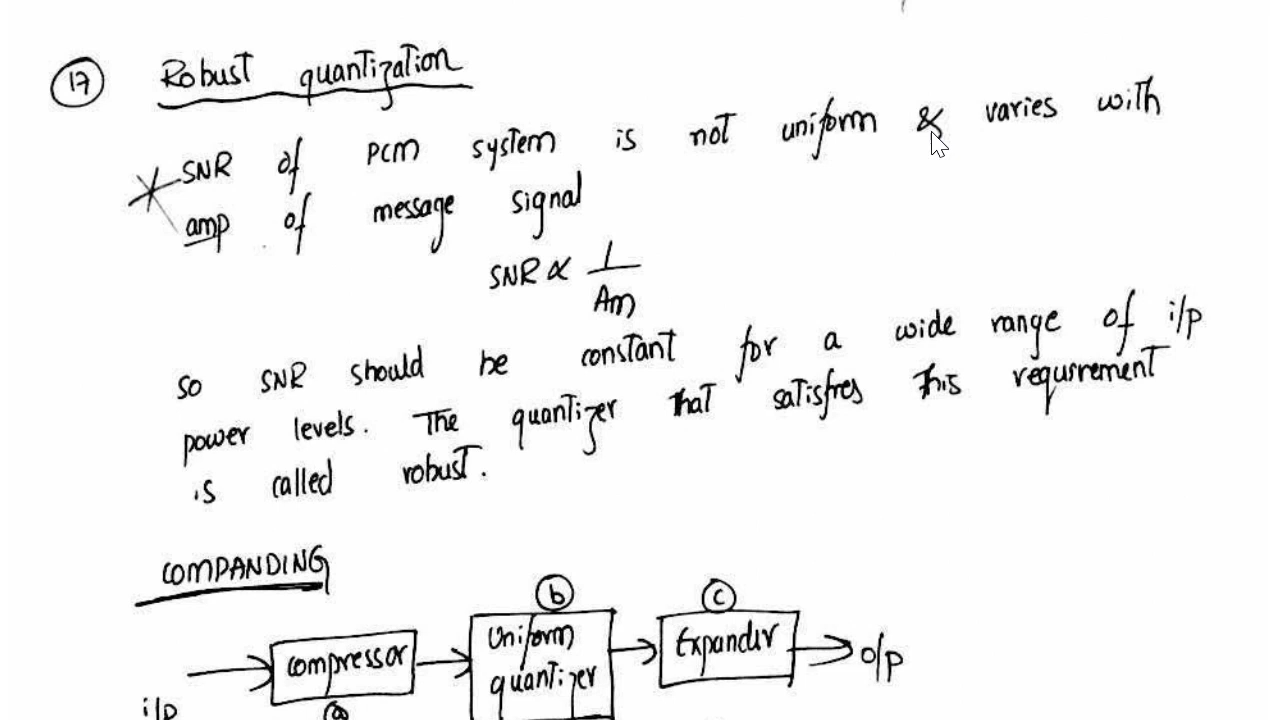 17 Robust quantization
SNR of PCM system is not uniform & varies with
amp of message signal
SNR ∝ 1/Am
so SNR should be constant for a wide range of i/p
power levels. The quantizer that satisfies this requirement
is called robust.
COMPANDING
b c
i/p compressor Uniform quantizer Expander o/p
a